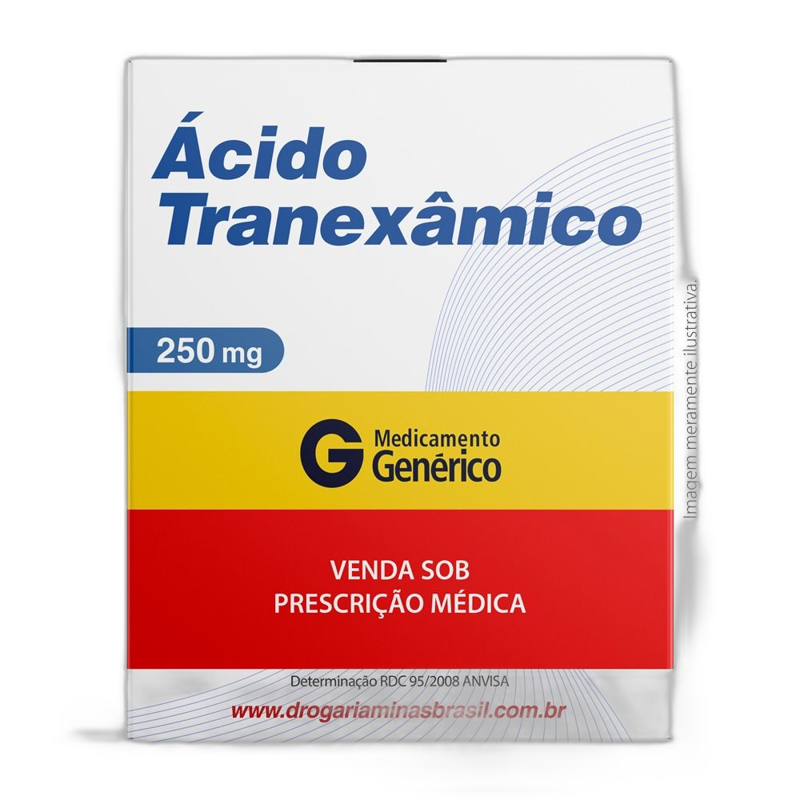 Ácido
Tranexâmico
250 mg
G Medicamento
Genérico
VENDA SOB
PRESCRIÇÃO MÉDICA
Determinação RDC 95/2008 ANVISA
www.drogariaminasbrasil.com.br
Imagem meramente ilustrativa.